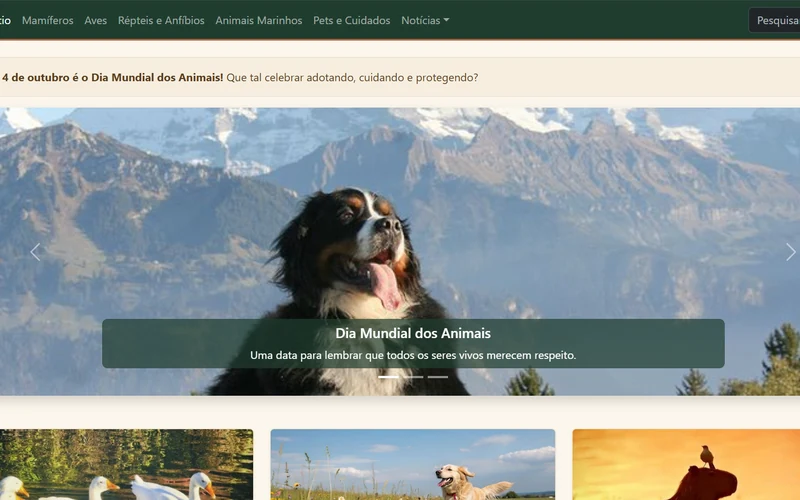 Mamíferos Aves Répteis e Anfíbios Animais Marinhos Pets e Cuidados Notícias
4 de outubro é o Dia Mundial dos Animais! Que tal celebrar adotando, cuidando e protegendo?
Dia Mundial dos Animais
Uma data para lembrar que todos os seres vivos merecem respeito.